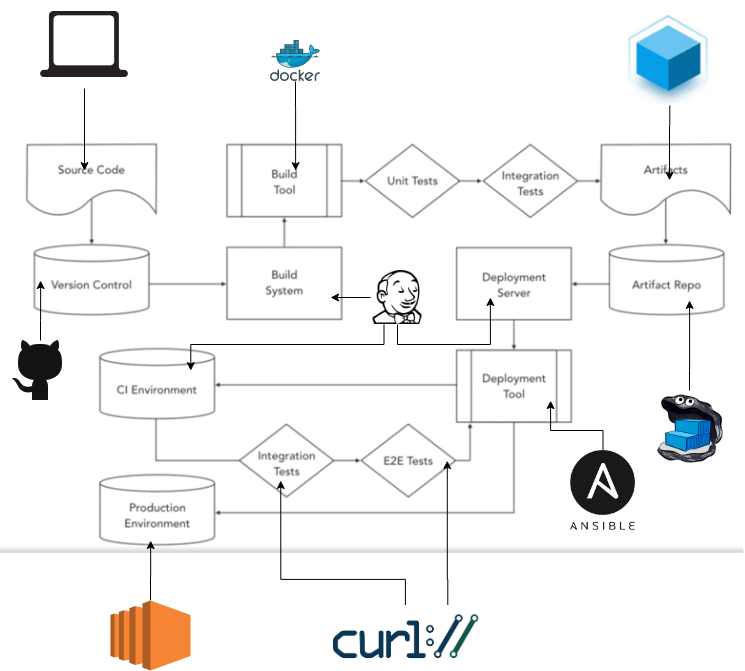 docker
Source Code
Build
Tool
Unit Tests
Integration
Tests
Artifacts
Version Control
Build
System
Deployment
Server
Artifact Repo
CI Environment
Deployment
Tool
Integration
Tests
E2E Tests
Production
Environment
A
ANSIBLE
curl://